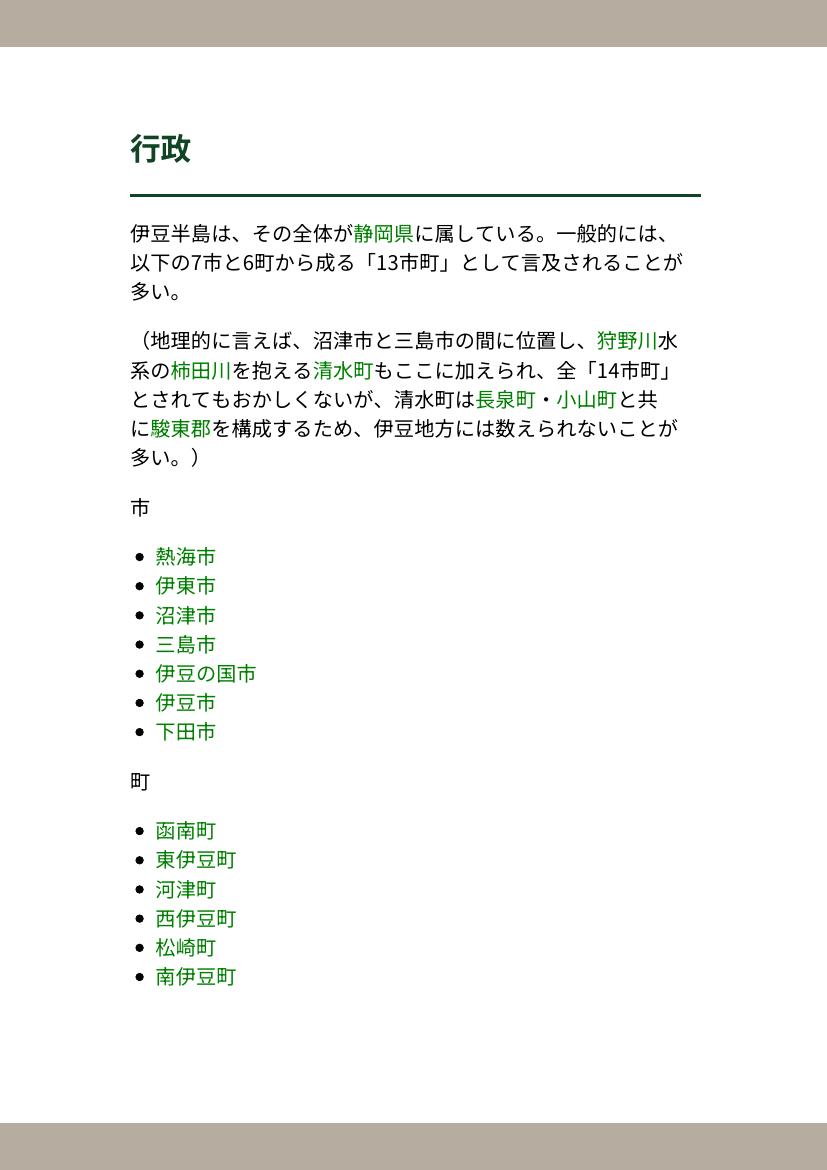 行政
伊豆半島は、その全体が静岡県に属している。一般的には、
以下の7市と6町から成る「13市町」として言及されることが
多い。
（地理的に言えば、沼津市と三島市の間に位置し、狩野川水
系の柿田川を抱える清水町もここに加えられ、全「14市町」
とされてもおかしくないが、清水町は長泉町・小山町と共
に駿東郡を構成するため、伊豆地方には数えられないことが
多い。）
市
• 熱海市
• 伊東市
• 沼津市
• 三島市
• 伊豆の国市
• 伊豆市
• 下田市
町
• 函南町
• 東伊豆町
• 河津町
• 西伊豆町
• 松崎町
• 南伊豆町